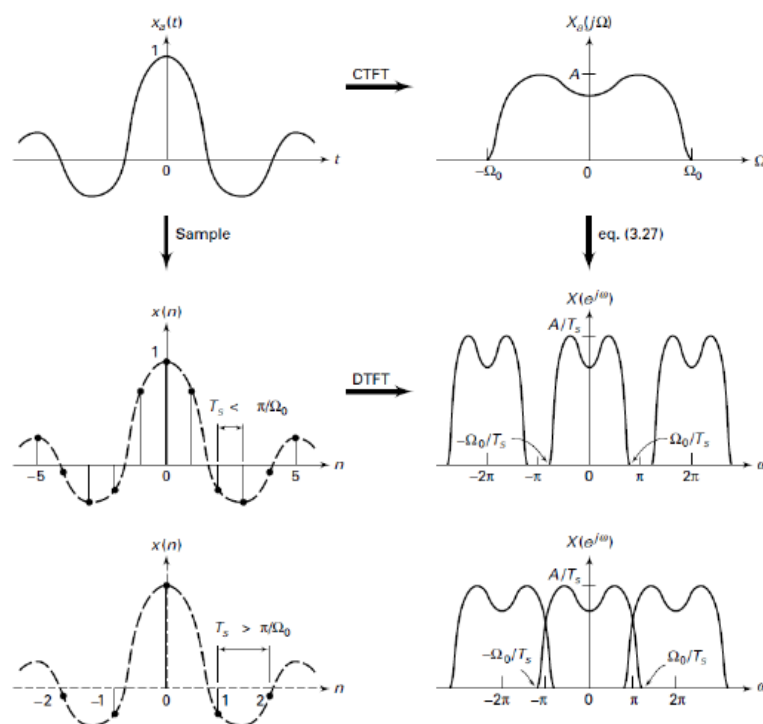 xₐ(t)
1
0
t
CTFT
Xₐ(jΩ)
A
−Ω₀
0
Ω₀
Ω
Sample
eq. (3.27)
x(n)
1
Tₛ < π/Ω₀
−5
0
5
n
DTFT
X(eʲω)
A/Tₛ
−Ω₀/Tₛ
Ω₀/Tₛ
−2π
−π
0
π
2π
x(n)
Tₛ > π/Ω₀
−2
−1
0
1
2
n
X(eʲω)
A/Tₛ
−Ω₀/Tₛ
Ω₀/Tₛ
−2π
−π
0
π
2π